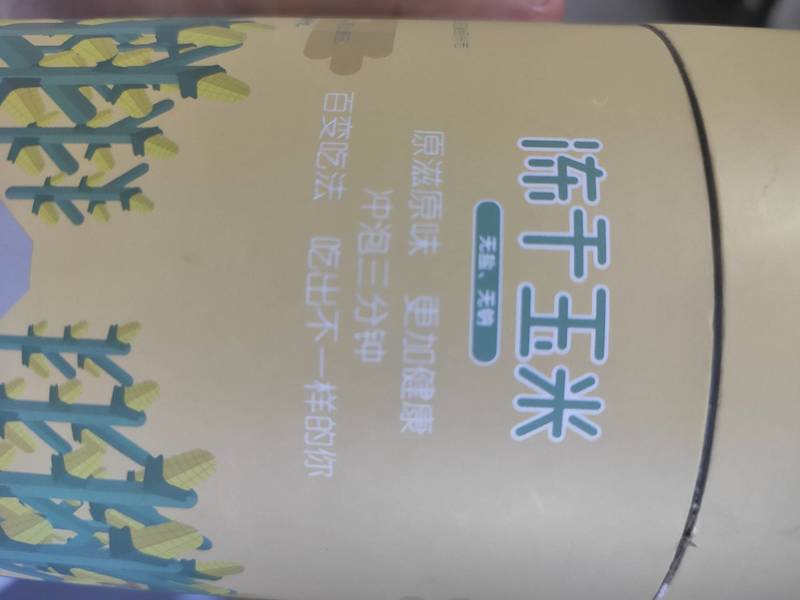 冻干玉米
无盐、无钠
原滋原味 更加健康
冲泡三分钟
百变吃法 吃出不一样的你